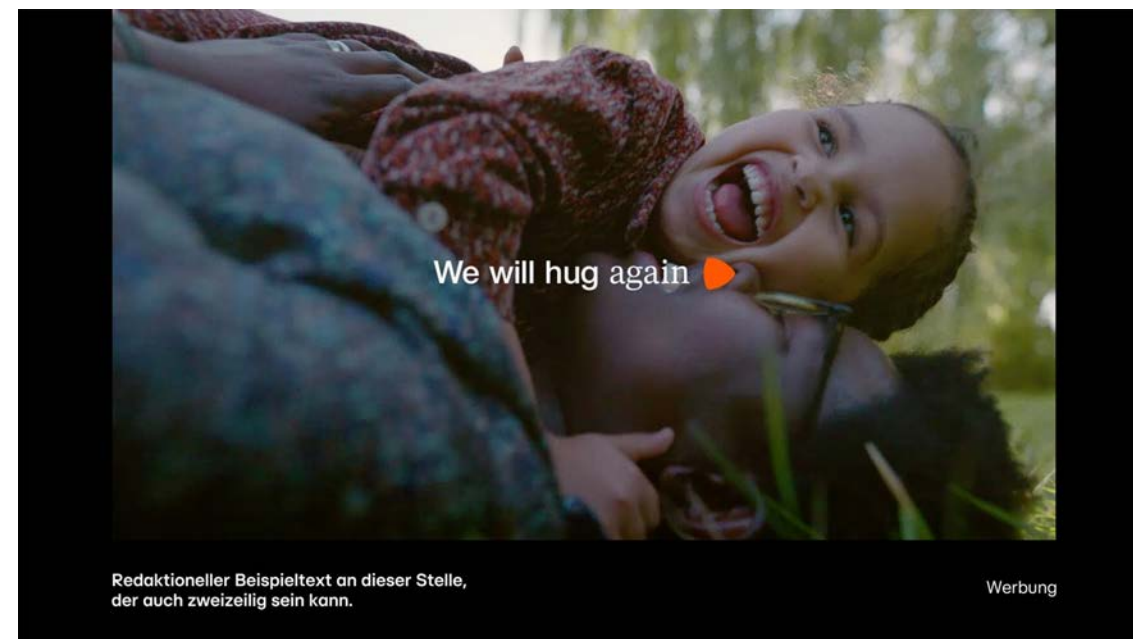 We will hug again
Redaktioneller Beispieltext an dieser Stelle,
der auch zweizeilig sein kann.
Werbung